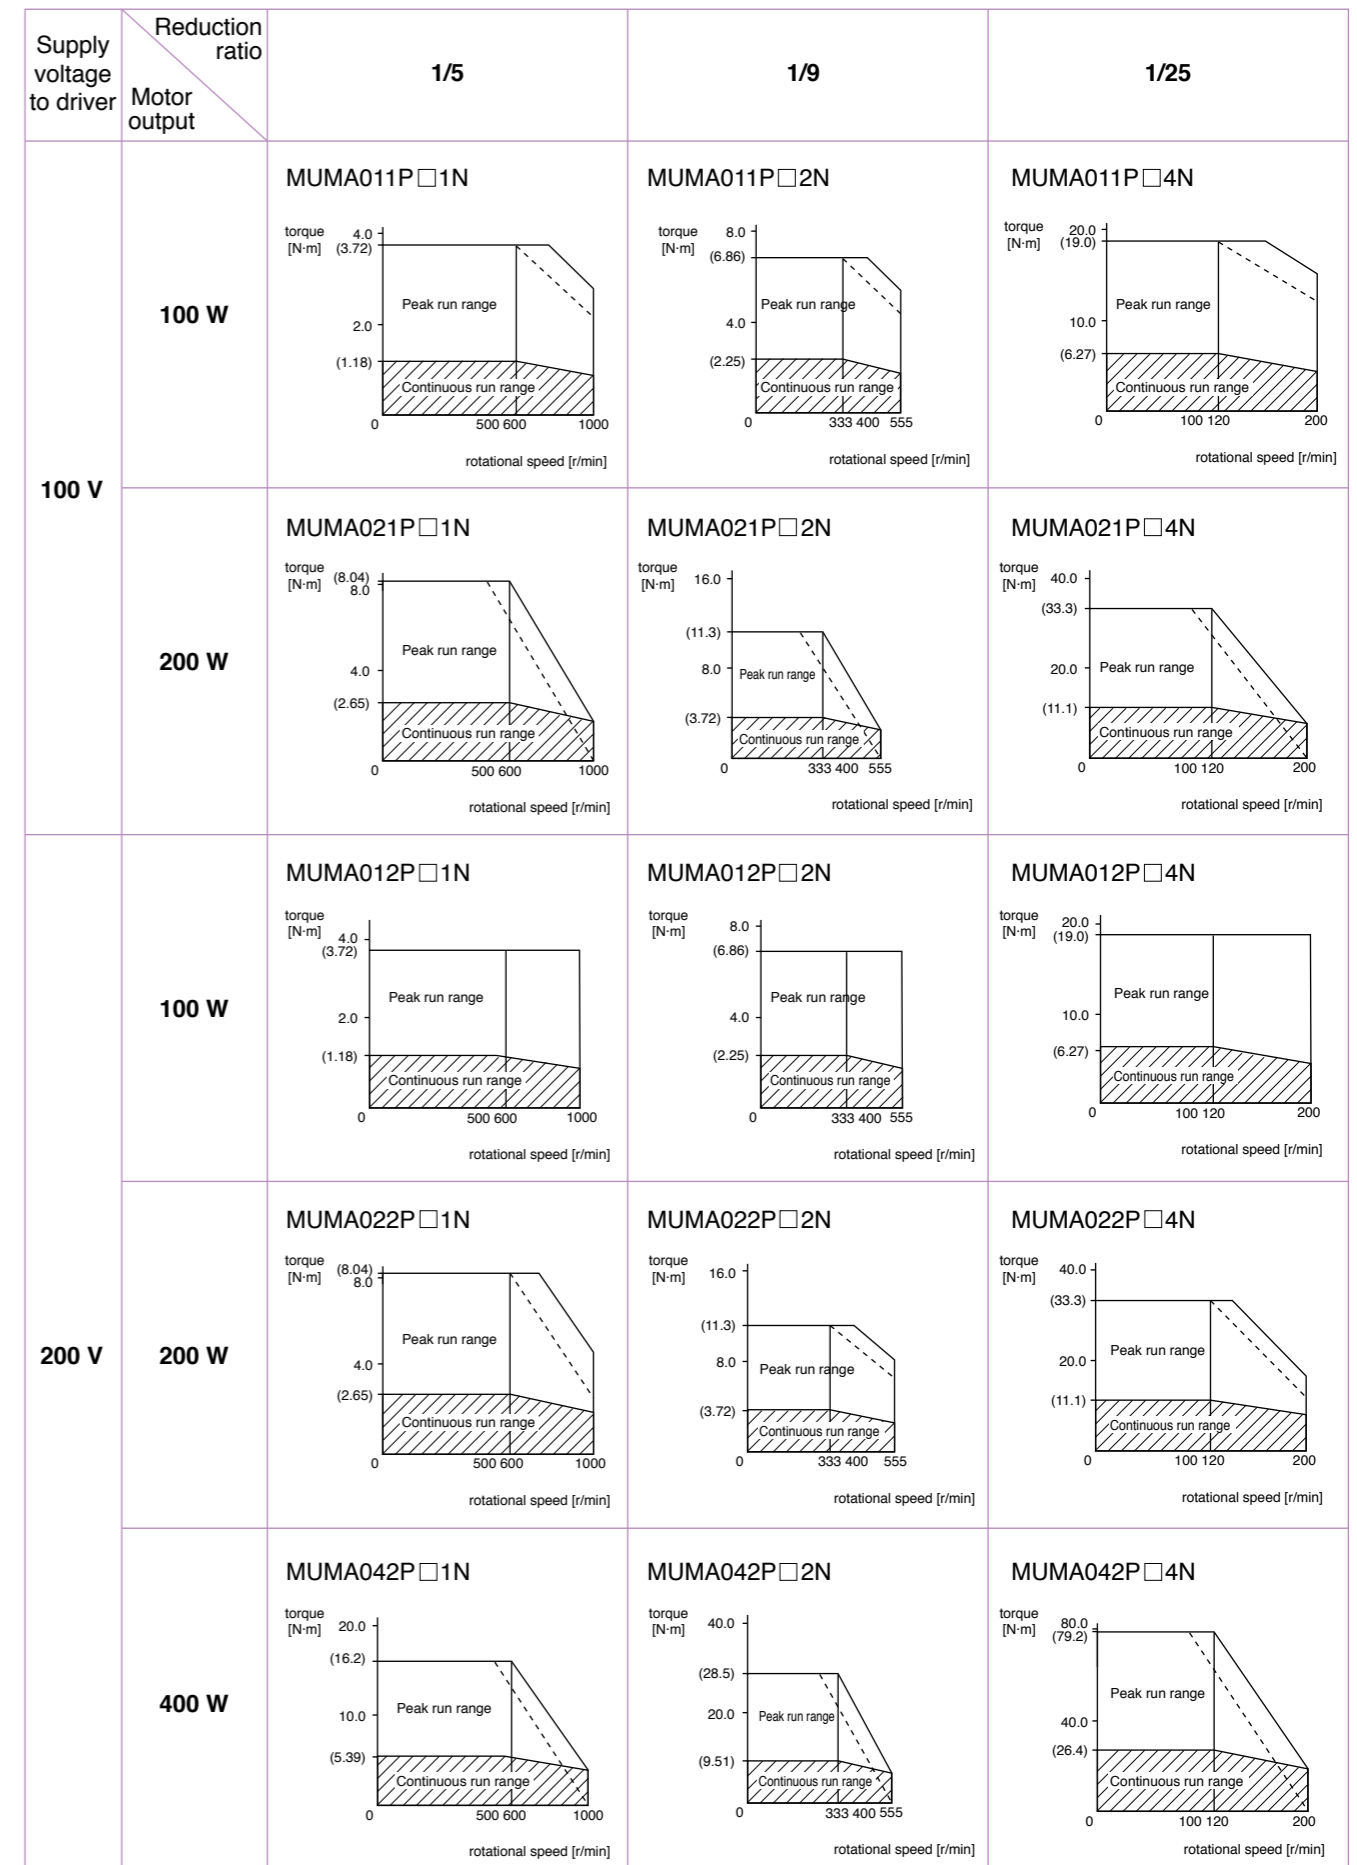 Supply
voltage
to driver
Reduction
ratio
Motor
output
1/5
1/9
1/25
100 V
100 W
MUMA011P□1N
torque
[N·m]
4.0
(3.72)
2.0
(1.18)
Peak run range
Continuous run range
0 500 600 1000
rotational speed [r/min]
MUMA011P□2N
torque
[N·m]
8.0
(6.86)
4.0
(2.25)
Peak run range
Continuous run range
0 333 400 555
rotational speed [r/min]
MUMA011P□4N
torque
[N·m]
20.0
(19.0)
10.0
(6.27)
Peak run range
Continuous run range
0 100 120 200
rotational speed [r/min]
200 W
MUMA021P□1N
torque
[N·m]
(8.04)
8.0
4.0
(2.65)
Peak run range
Continuous run range
0 500 600 1000
rotational speed [r/min]
MUMA021P□2N
torque
[N·m]
16.0
(11.3)
8.0
(3.72)
Peak run range
Continuous run range
0 333 400 555
rotational speed [r/min]
MUMA021P□4N
torque
[N·m]
40.0
(33.3)
20.0
(11.1)
Peak run range
Continuous run range
0 100 120 200
rotational speed [r/min]
200 V
100 W
MUMA012P□1N
torque
[N·m]
4.0
(3.72)
2.0
(1.18)
Peak run range
Continuous run range
0 500 600 1000
rotational speed [r/min]
MUMA012P□2N
torque
[N·m]
8.0
(6.86)
4.0
(2.25)
Peak run range
Continuous run range
0 333 400 555
rotational speed [r/min]
MUMA012P□4N
torque
[N·m]
20.0
(19.0)
10.0
(6.27)
Peak run range
Continuous run range
0 100 120 200
rotational speed [r/min]
200 W
MUMA022P□1N
torque
[N·m]
(8.04)
8.0
4.0
(2.65)
Peak run range
Continuous run range
0 500 600 1000
rotational speed [r/min]
MUMA022P□2N
torque
[N·m]
16.0
(11.3)
8.0
(3.72)
Peak run range
Continuous run range
0 333 400 555
rotational speed [r/min]
MUMA022P□4N
torque
[N·m]
40.0
(33.3)
20.0
(11.1)
Peak run range
Continuous run range
0 100 120 200
rotational speed [r/min]
400 W
MUMA042P□1N
torque
[N·m]
20.0
(16.2)
10.0
(5.39)
Peak run range
Continuous run range
0 500 600 1000
rotational speed [r/min]
MUMA042P□2N
torque
[N·m]
40.0
(28.5)
20.0
(9.51)
Peak run range
Continuous run range
0 333 400 555
rotational speed [r/min]
MUMA042P□4N
torque
[N·m]
80.0
(79.2)
40.0
(26.4)
Peak run range
Continuous run range
0 100 120 200
rotational speed [r/min]